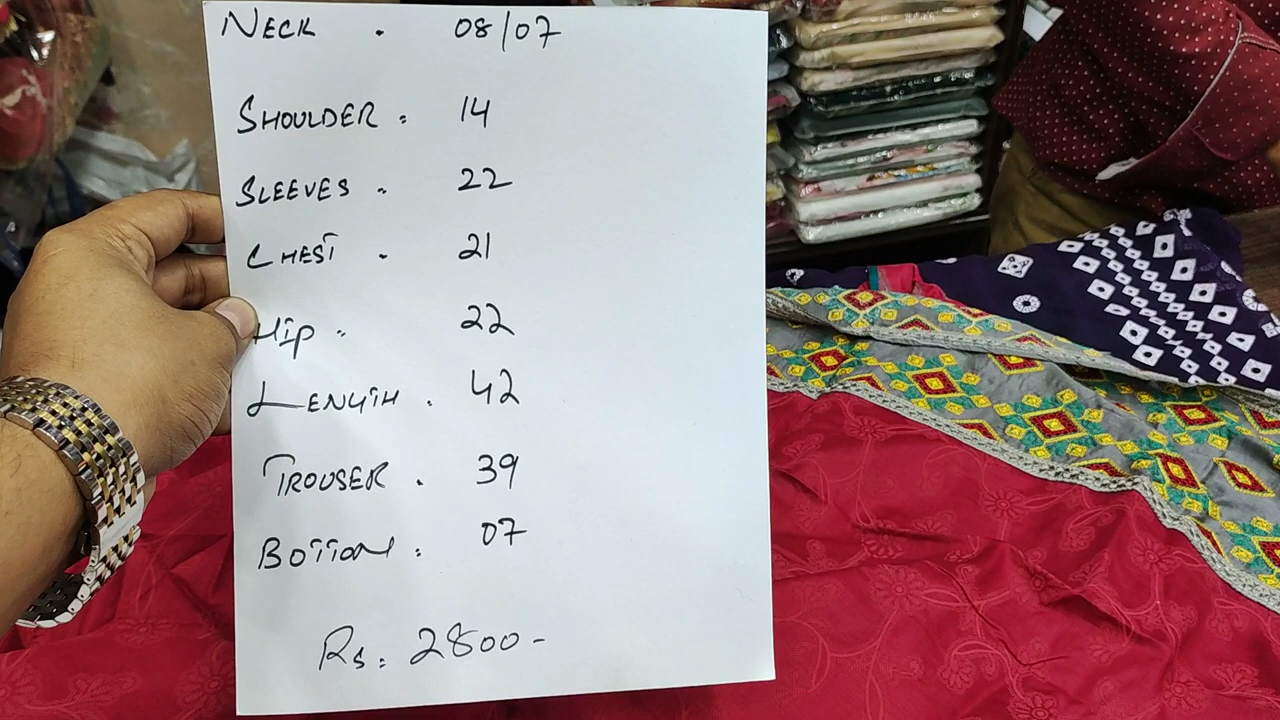 NECK . 08/07
SHOULDER : 14
SLEEVES . 22
CHEST . 21
HIP : 22
LENGTH . 42
TROUSER . 39
BOTTOM : 07
Rs: 2800-